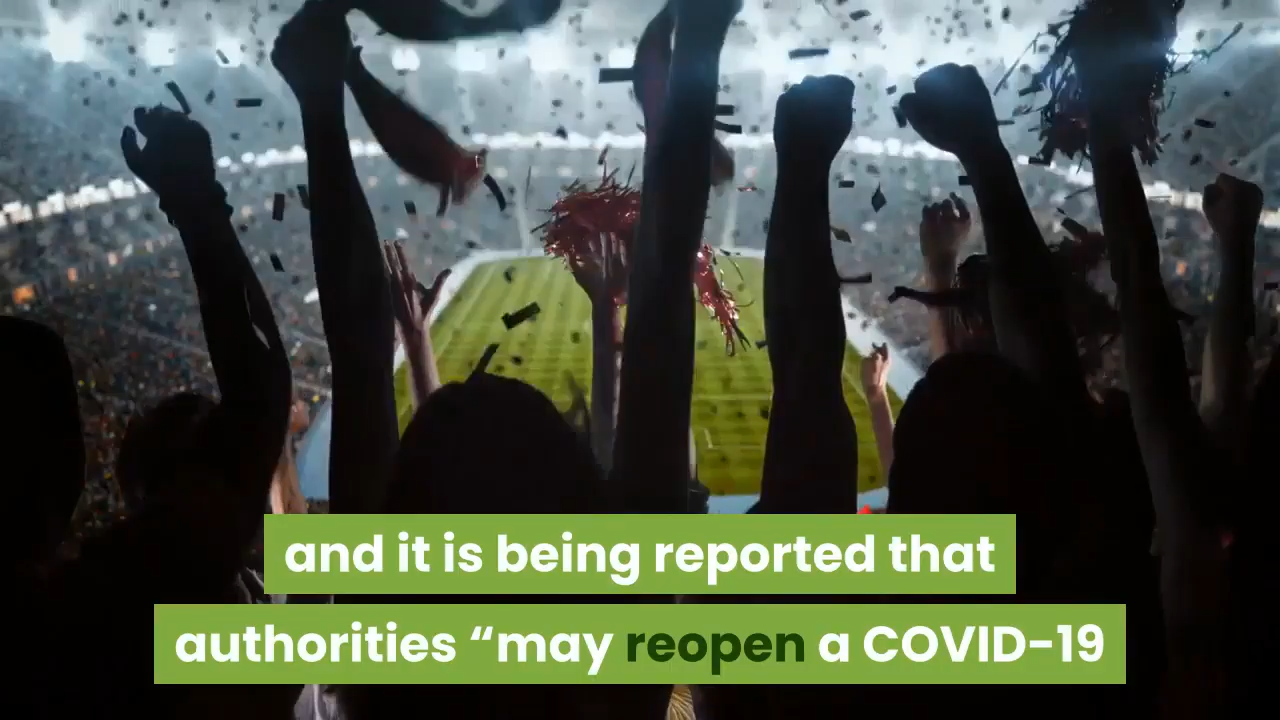 and it is being reported that
authorities “may reopen a COVID-19